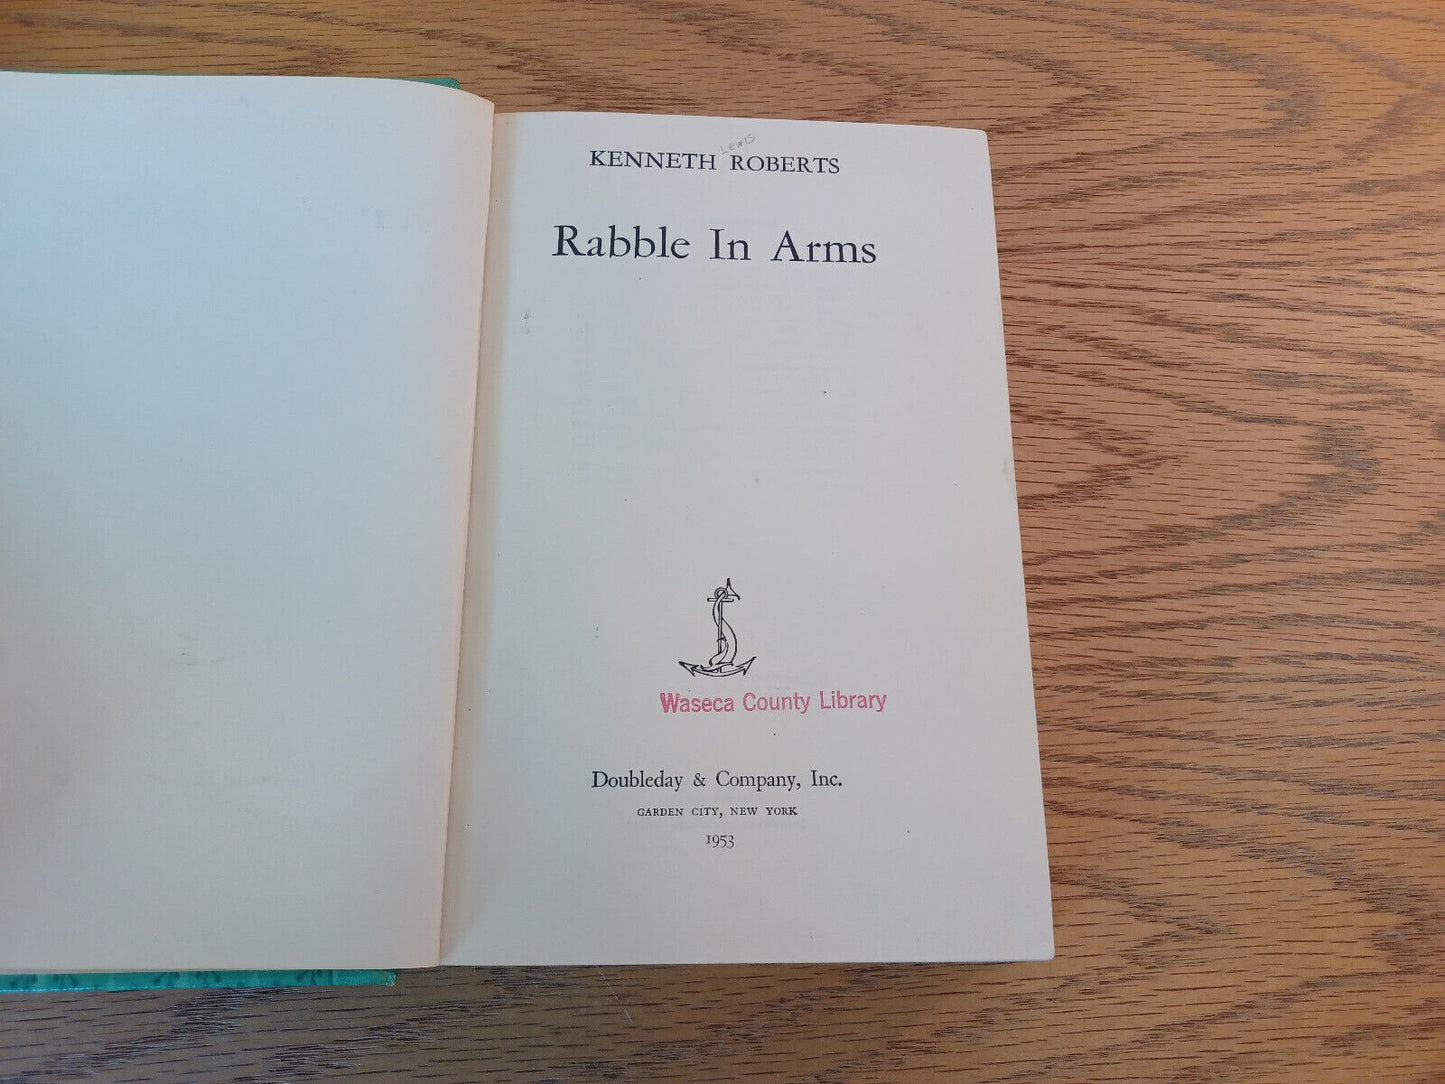 Lewis
KENNETH ROBERTS
Rabble In Arms
Waseca County Library
Doubleday & Company, Inc.
GARDEN CITY, NEW YORK
1953